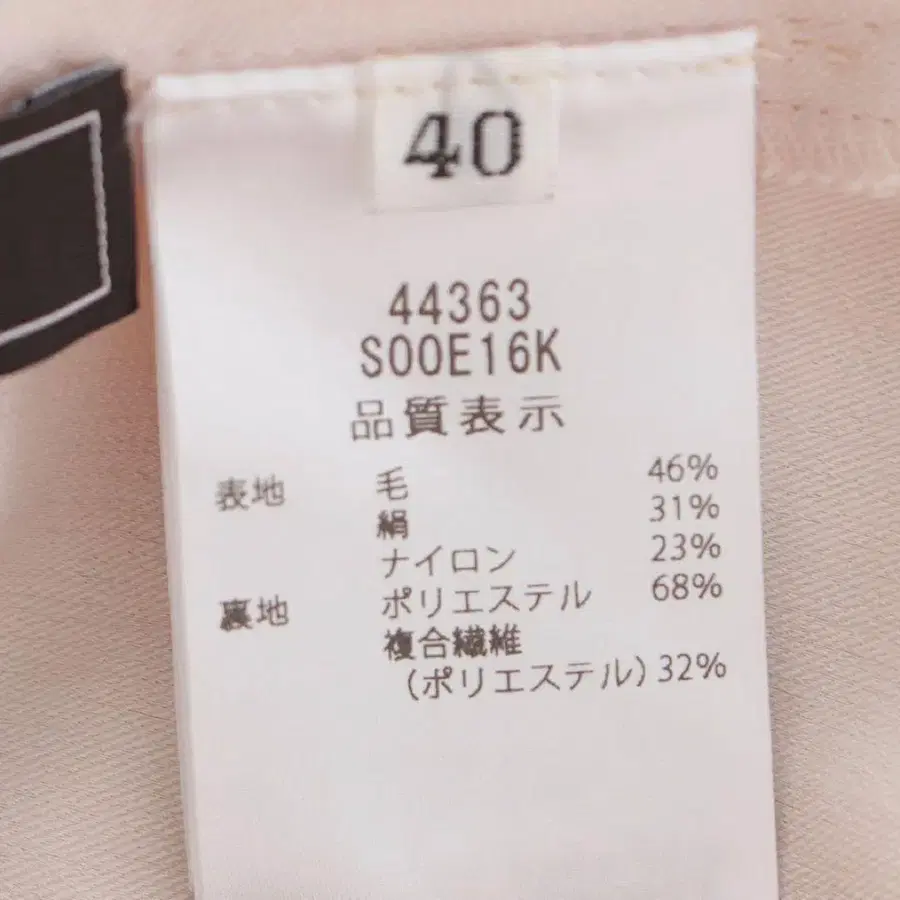 40
44363
S00E16K
品質表示
表地 毛 46%
絹 31%
ナイロン 23%
裏地 ポリエステル 68%
複合繊維
(ポリエステル) 32%